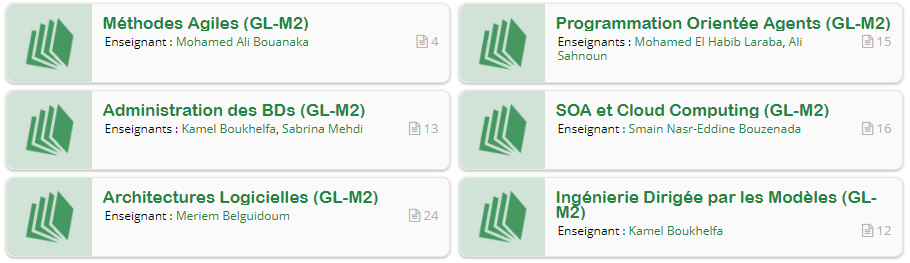 Méthodes Agiles (GL-M2)
Enseignant : Mohamed Ali Bouanaka
4
Programmation Orientée Agents (GL-M2)
Enseignants : Mohamed El Habib Laraba, Ali
Sahnoun
15
Administration des BDs (GL-M2)
Enseignants : Kamel Boukhelfa, Sabrina Mehdi
13
SOA et Cloud Computing (GL-M2)
Enseignant : Smain Nasr-Eddine Bouzenada
16
Architectures Logicielles (GL-M2)
Enseignant : Meriem Belguidoum
24
Ingénierie Dirigée par les Modèles (GL-
M2)
Enseignant : Kamel Boukhelfa
12